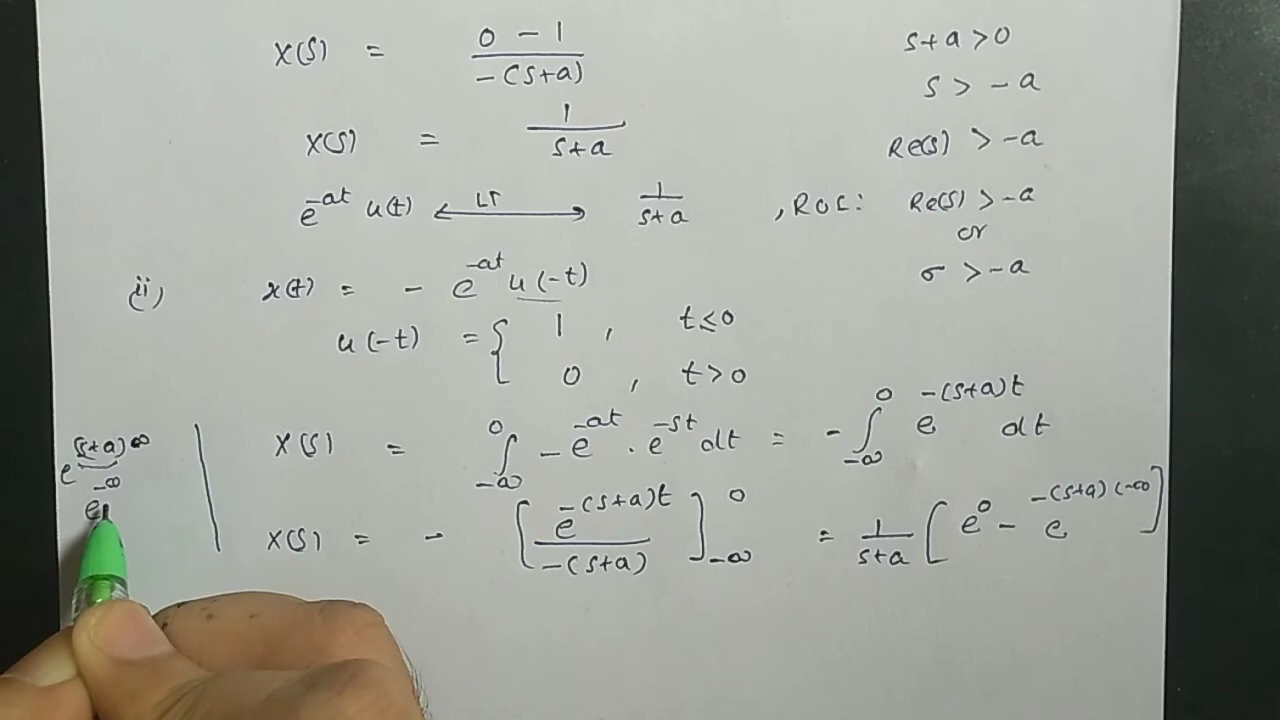 X(s) = 0 - 1 / -(s+a)
s+a > 0
s > -a
X(s) = 1 / s+a
Re(s) > -a
e^-at u(t) ⟷ LT 1 / s+a , ROC: Re(s) > -a
or
σ > -a
ii) x(t) = - e^-at u(-t)
u(-t) = { 1 , t ≤ 0
0 , t > 0
X(s) = ∫_-∞^0 -e^-at . e^-st dt = - ∫_-∞^0 e^-(s+a)t dt
e^(s+a)∞
e^-∞
X(s) = - [ e^-(s+a)t / -(s+a) ]_-∞^0 = 1 / s+a [ e^0 - e^-(s+a)(-∞) ]